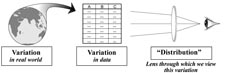 A B C
Variation
in real world
Variation
in data
“Distribution”
Lens through which we view
this variation